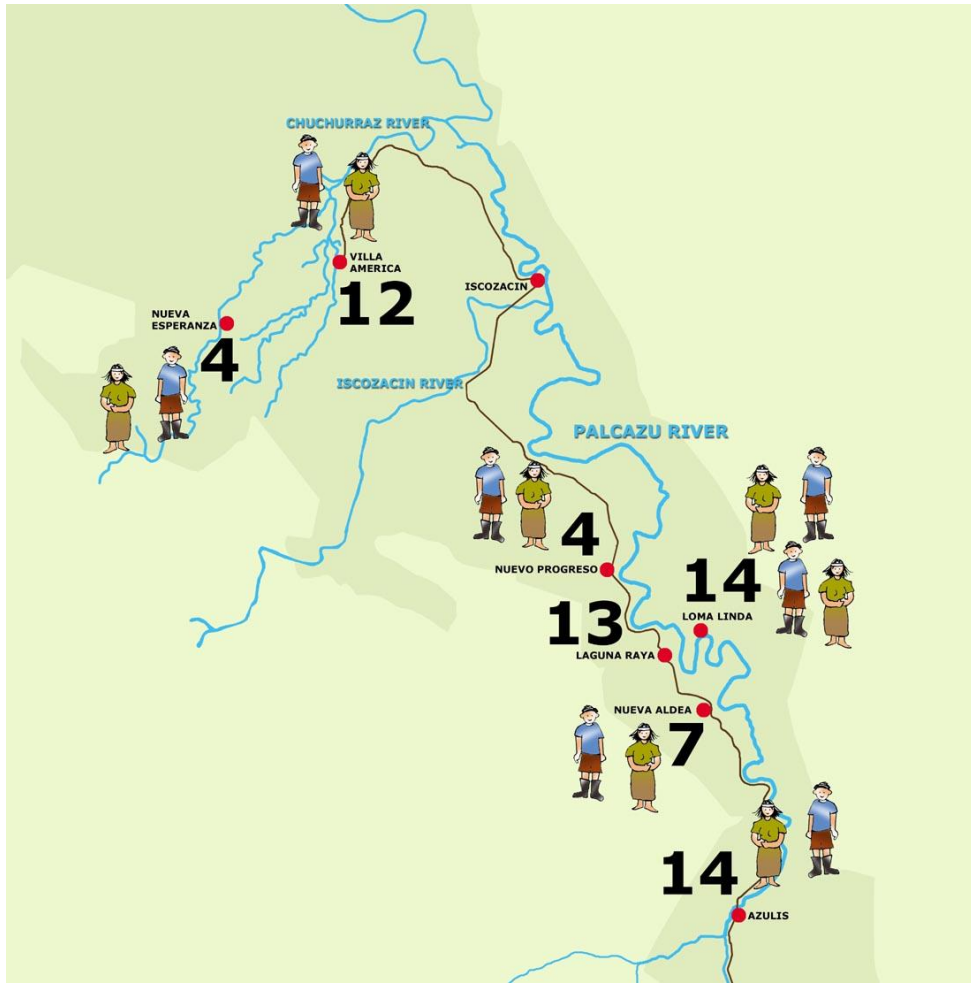 CHUCHURRAZ RIVER
VILLA
AMERICA
12
ISCOZACIN
NUEVA
ESPERANZA
4
ISCOZACIN RIVER
PALCAZU RIVER
4
NUEVO PROGRESO
14
LOMA LINDA
13
LAGUNA RAYA
NUEVA ALDEA
7
14
AZULIS